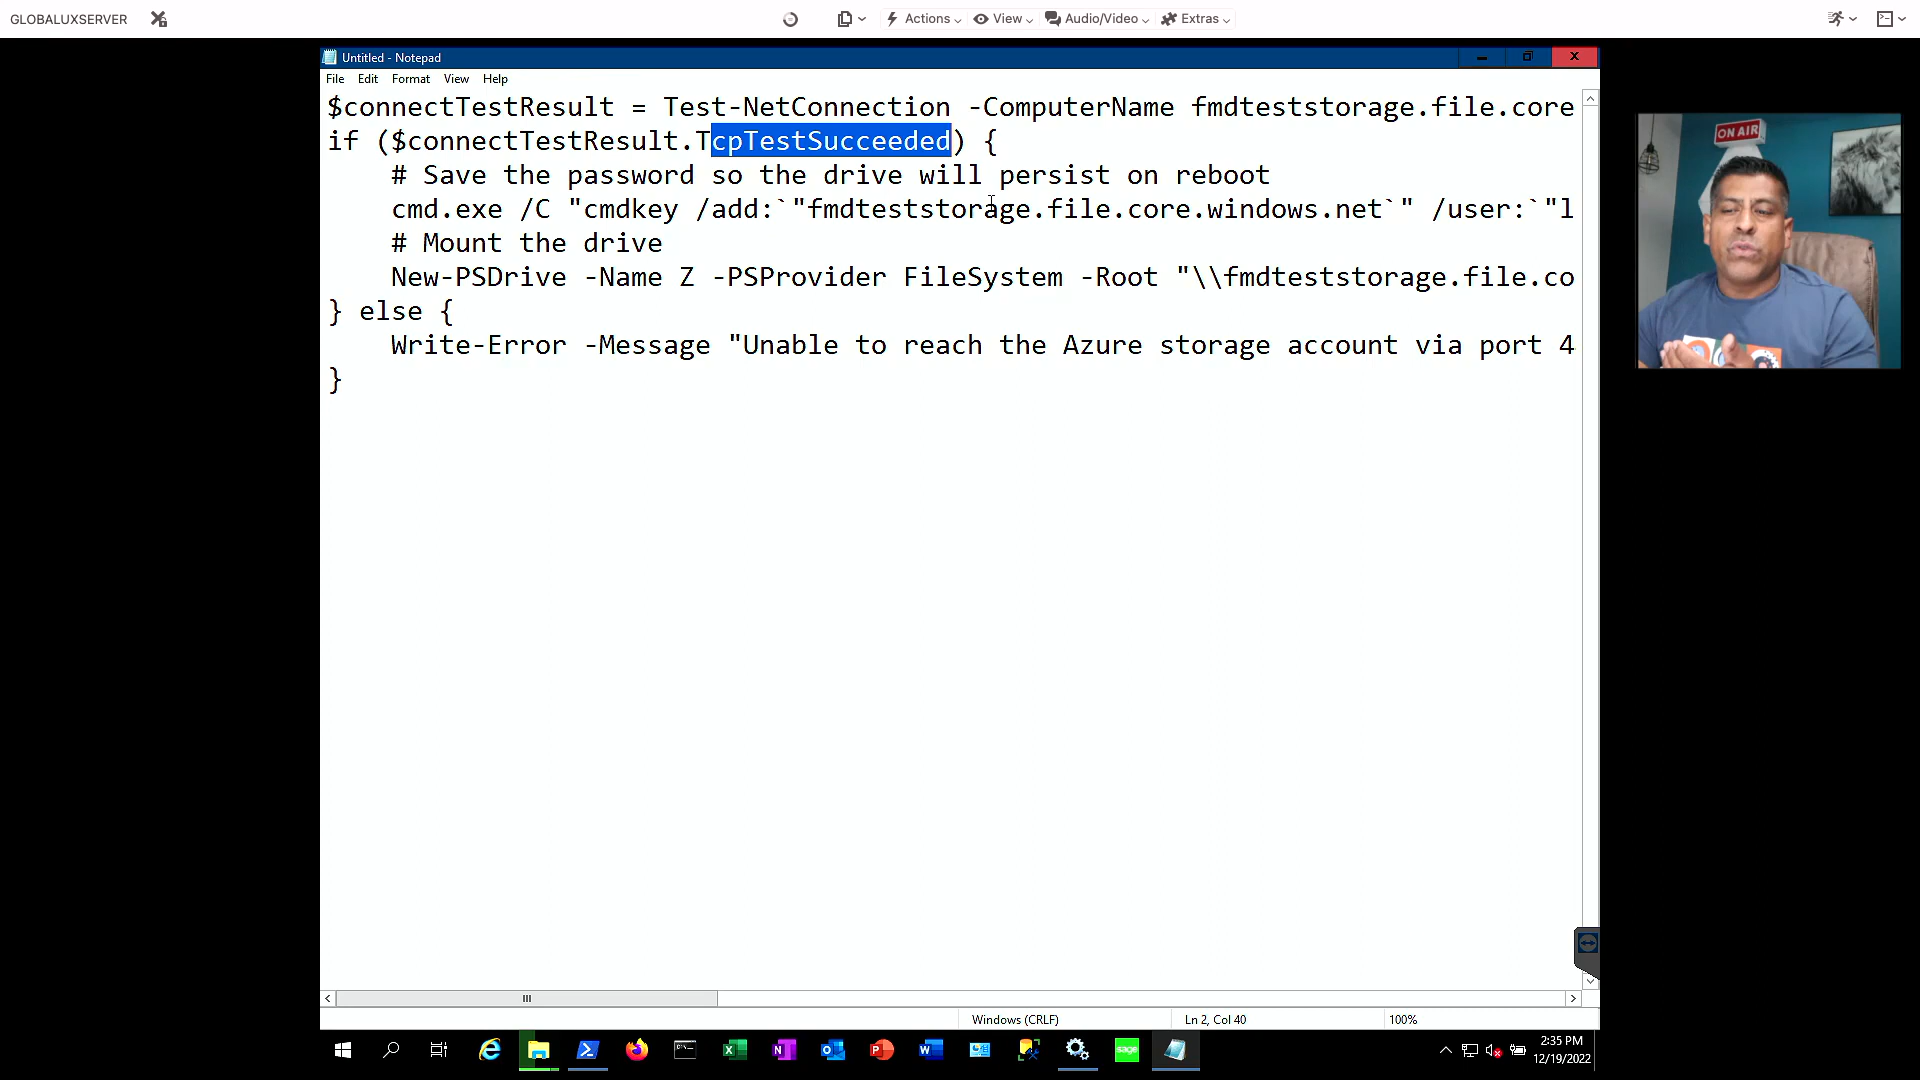 GLOBALUXSERVER
Actions
View
Audio/Video
Extras
Untitled - Notepad
File Edit Format View Help
$connectTestResult = Test-NetConnection -ComputerName fmdteststorage.file.core
if ($connectTestResult.TcpTestSucceeded) {
# Save the password so the drive will persist on reboot
cmd.exe /C "cmdkey /add:`"fmdteststorage.file.core.windows.net`" /user:`"l
# Mount the drive
New-PSDrive -Name Z -PSProvider FileSystem -Root "\\fmdteststorage.file.co
} else {
Write-Error -Message "Unable to reach the Azure storage account via port 4
}
ON AIR
Windows (CRLF)
Ln 2, Col 40
100%
sage
2:35 PM
12/19/2022